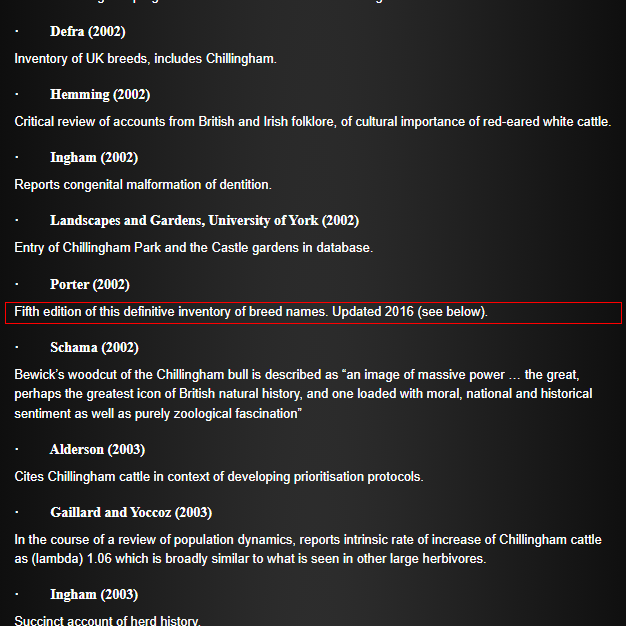 · Defra (2002)
Inventory of UK breeds, includes Chillingham.
· Hemming (2002)
Critical review of accounts from British and Irish folklore, of cultural importance of red-eared white cattle.
· Ingham (2002)
Reports congenital malformation of dentition.
· Landscapes and Gardens, University of York (2002)
Entry of Chillingham Park and the Castle gardens in database.
· Porter (2002)
Fifth edition of this definitive inventory of breed names. Updated 2016 (see below).
· Schama (2002)
Bewick’s woodcut of the Chillingham bull is described as “an image of massive power … the great,
perhaps the greatest icon of British natural history, and one loaded with moral, national and historical
sentiment as well as purely zoological fascination”
· Alderson (2003)
Cites Chillingham cattle in context of developing prioritisation protocols.
· Gaillard and Yoccoz (2003)
In the course of a review of population dynamics, reports intrinsic rate of increase of Chillingham cattle
as (lambda) 1.06 which is broadly similar to what is seen in other large herbivores.
· Ingham (2003)
Succinct account of herd history.